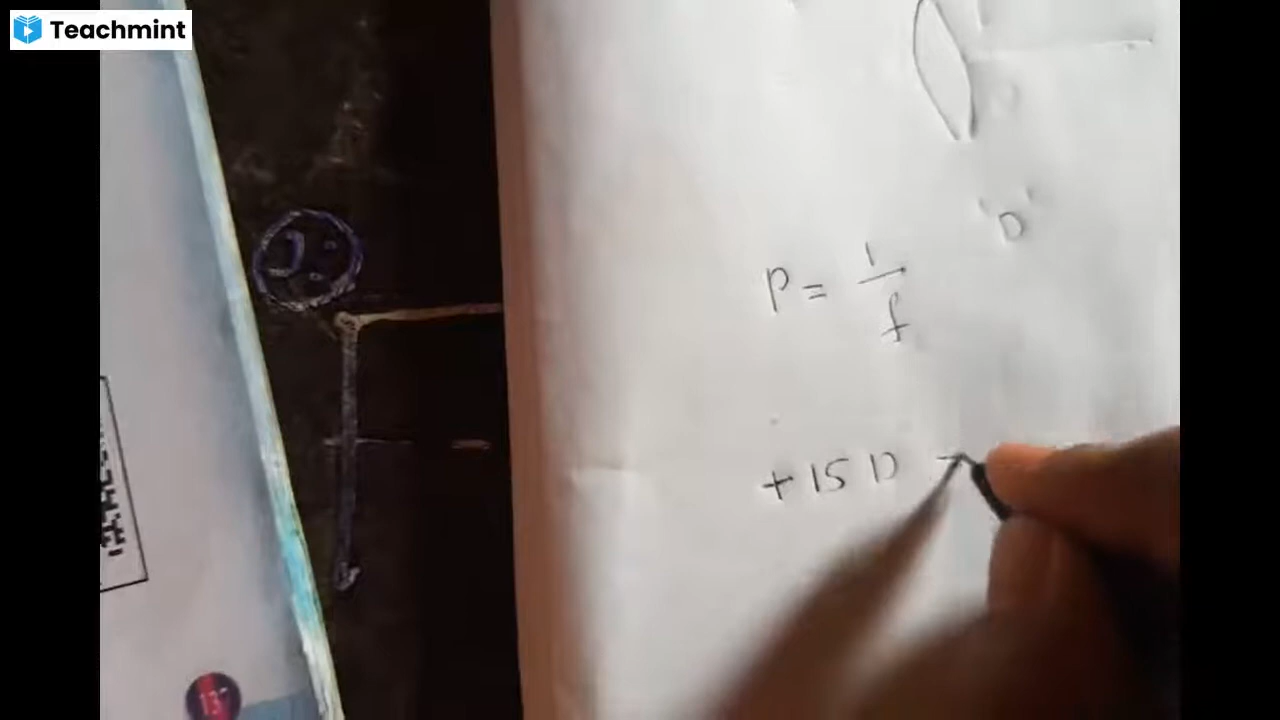 Teachmint
'D'
P = 1/f
+ 15 D